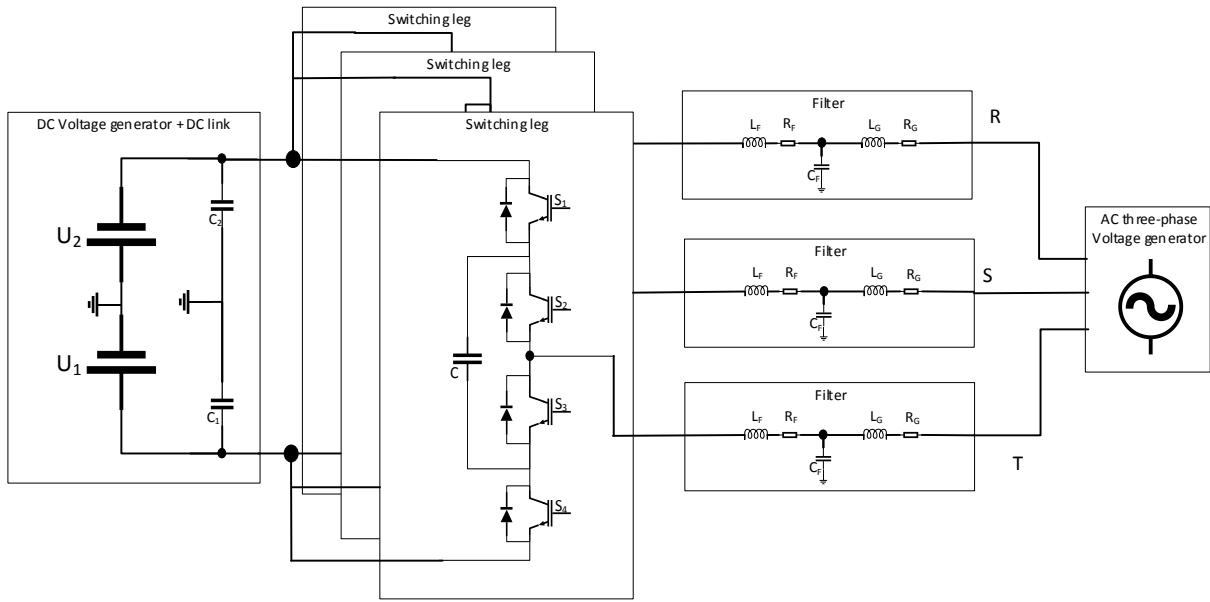 Switching leg
Switching leg
Switching leg
DC Voltage generator + DC link
U2
U1
C2
C1
S1
S2
S3
S4
C
Filter
LF
RF
LG
RG
CF
R
Filter
LF
RF
LG
RG
CF
S
Filter
LF
RF
LG
RG
CF
T
AC three-phase
Voltage generator